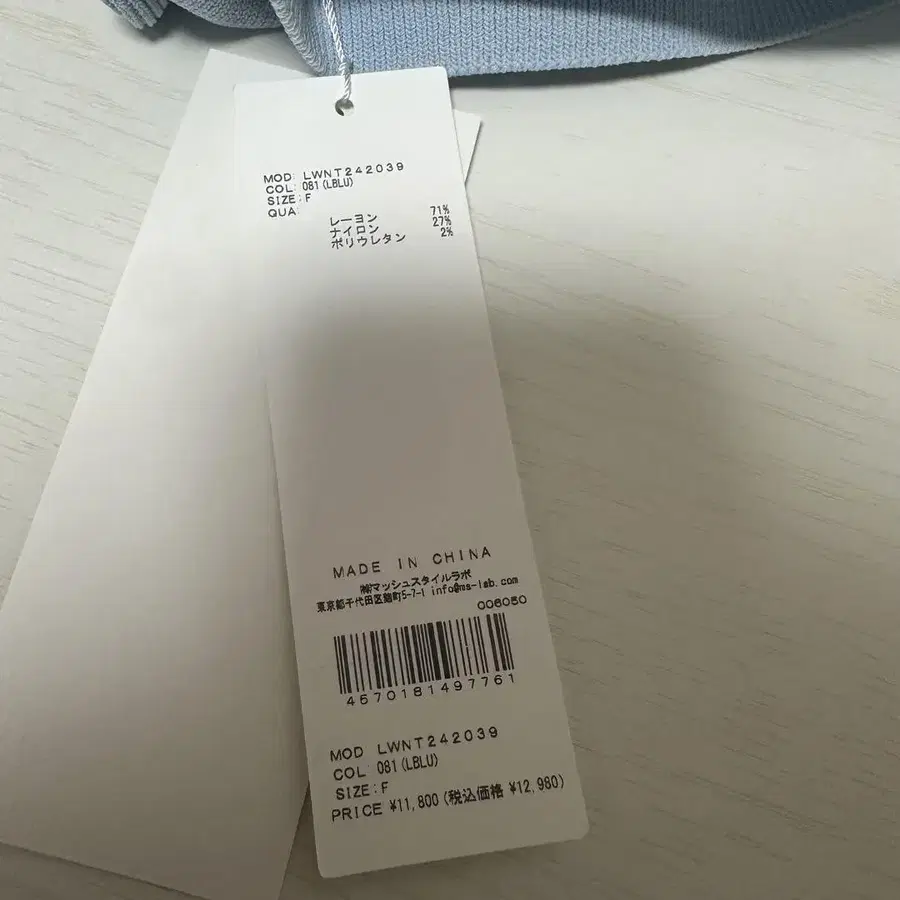 MOD: LWNT242039
COL: 081(LBLU)
SIZE:F
QUA:
レーヨン 71%
ナイロン 27%
ポリウレタン 2%
MADE IN CHINA
㈱マッシュスタイルラボ
東京都千代田区麹町5-7-1 info@ms-lab.com
006050
4570181497761
MOD LWNT242039
COL 081(LBLU)
SIZE:F
PRICE ¥11,800(税込価格 ¥12,980)